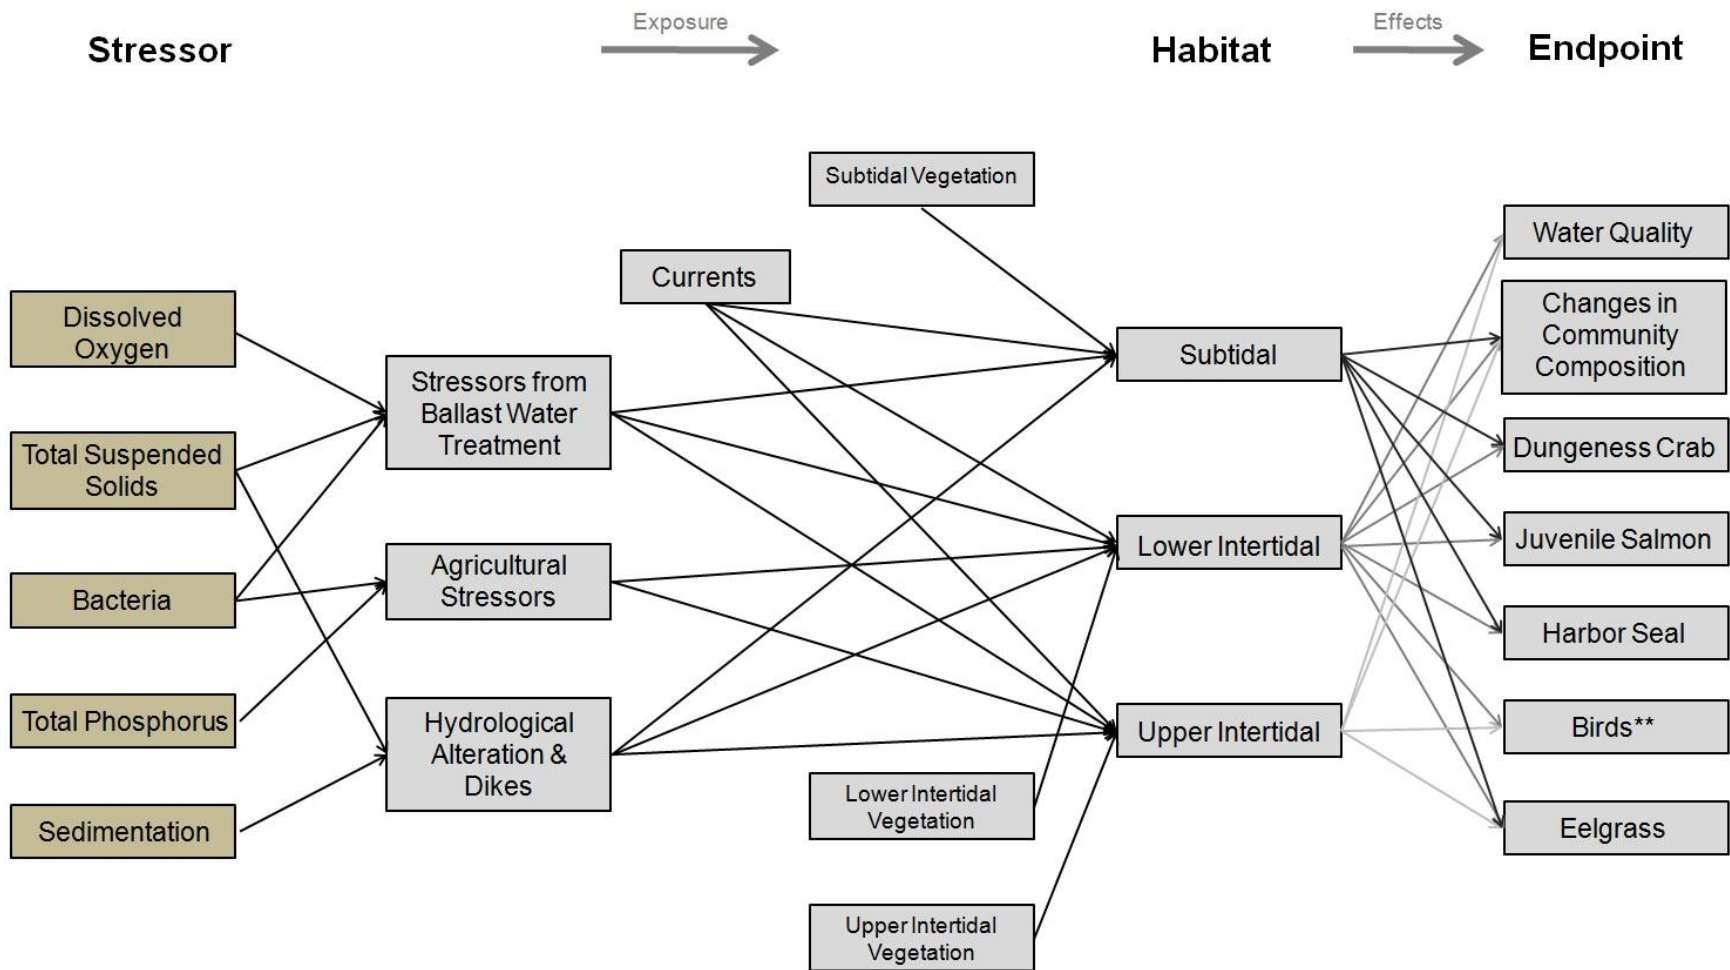 Stressor
Exposure
Habitat
Effects
Endpoint
Dissolved
Oxygen
Total Suspended
Solids
Bacteria
Total Phosphorus
Sedimentation
Stressors from
Ballast Water
Treatment
Agricultural
Stressors
Hydrological
Alteration &
Dikes
Currents
Subtidal Vegetation
Lower Intertidal
Vegetation
Upper Intertidal
Vegetation
Subtidal
Lower Intertidal
Upper Intertidal
Water Quality
Changes in
Community
Composition
Dungeness Crab
Juvenile Salmon
Harbor Seal
Birds**
Eelgrass